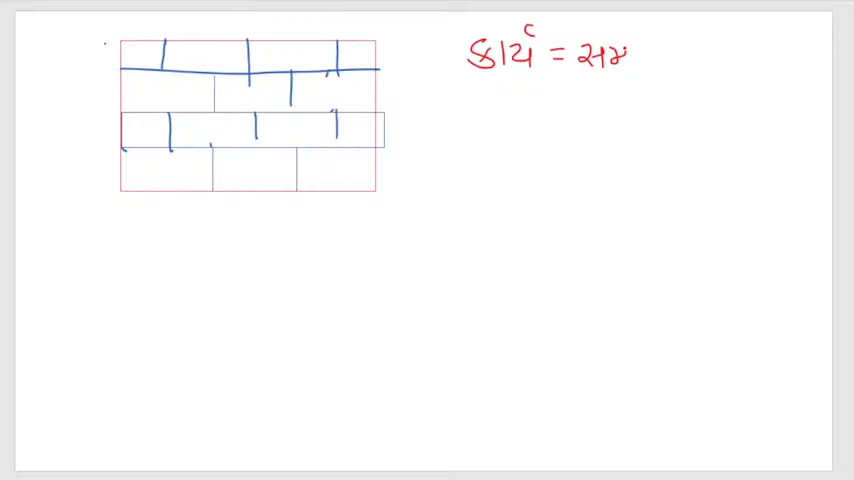 કાર્ય = સમ